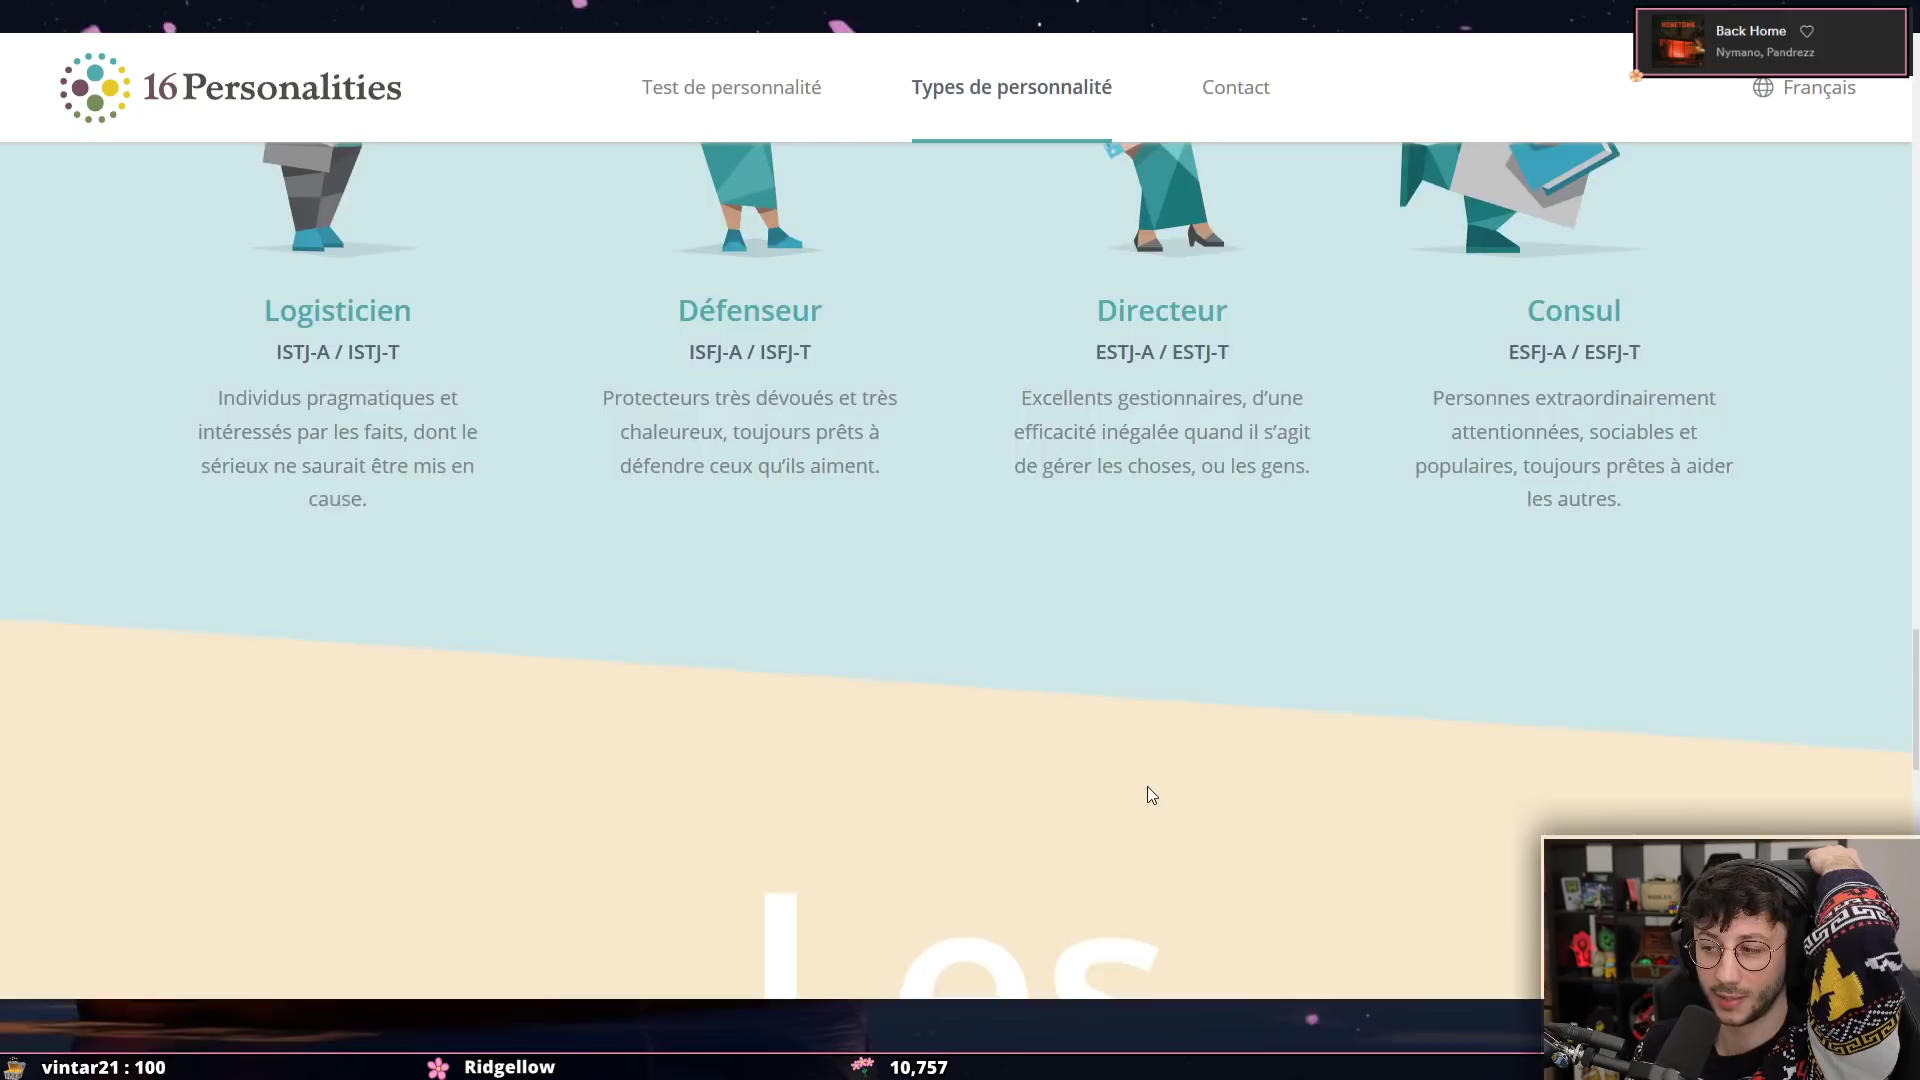 Back Home
Nymano, Pandrezz
16Personalities
Test de personnalité
Types de personnalité
Contact
Français
Logisticien
ISTJ-A / ISTJ-T
Individus pragmatiques et
intéressés par les faits, dont le
sérieux ne saurait être mis en
cause.
Défenseur
ISFJ-A / ISFJ-T
Protecteurs très dévoués et très
chaleureux, toujours prêts à
défendre ceux qu’ils aiment.
Directeur
ESTJ-A / ESTJ-T
Excellents gestionnaires, d’une
efficacité inégalée quand il s’agit
de gérer les choses, ou les gens.
Consul
ESFJ-A / ESFJ-T
Personnes extraordinairement
attentionnées, sociables et
populaires, toujours prêtes à aider
les autres.
Les
vintar21 : 100
Ridgellow
10,757